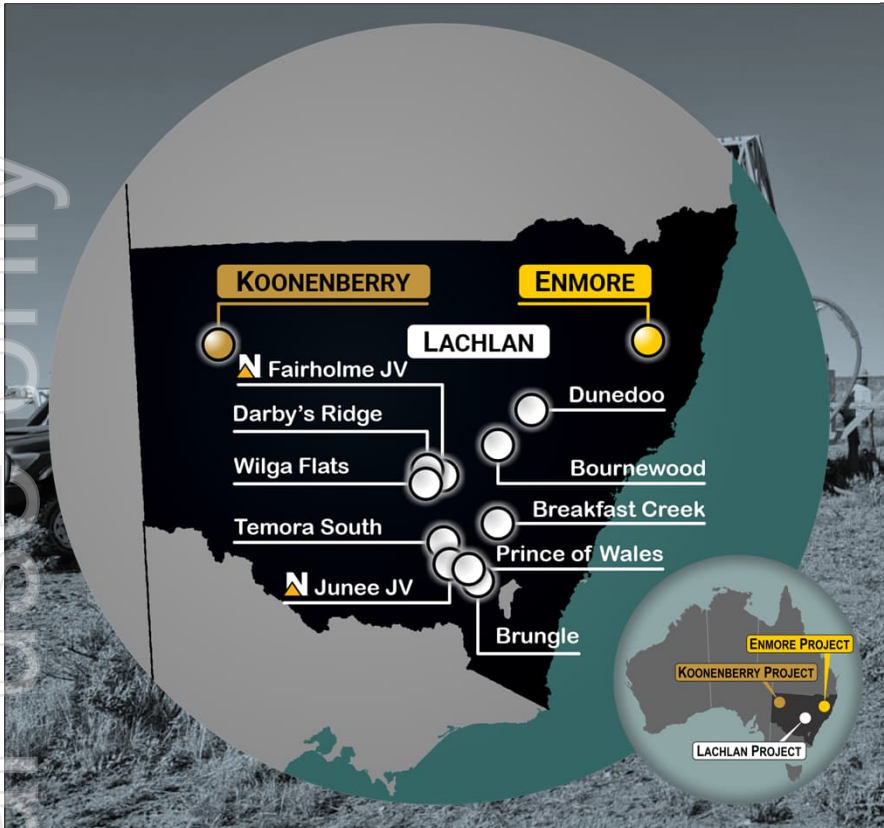 KOONENBERRY
ENMORE
LACHLAN
N Fairholme JV
Darby's Ridge
Dunedoo
Wilga Flats
Bournewood
Breakfast Creek
Temora South
Prince of Wales
N Junee JV
Brungle
ENMORE PROJECT
KOONENBERRY PROJECT
LACHLAN PROJECT